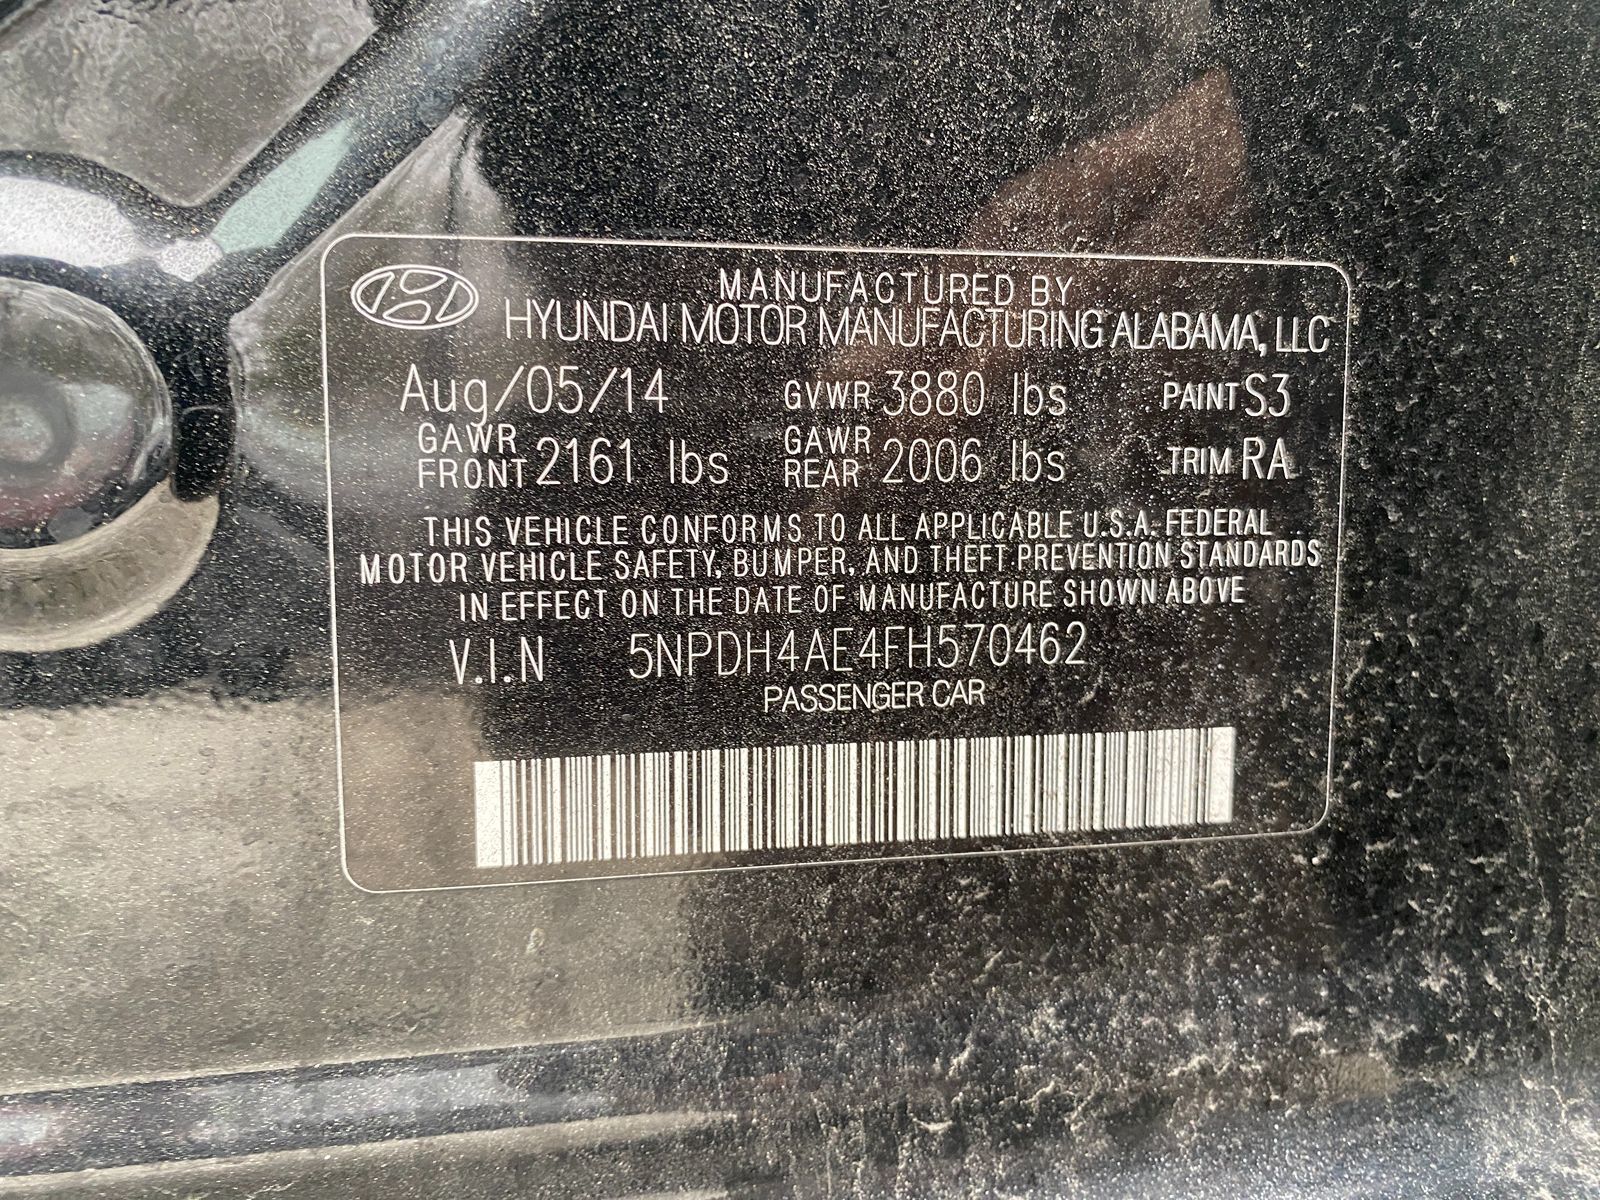 MANUFACTURED BY
HYUNDAI MOTOR MANUFACTURING ALABAMA, LLC
Aug/05/14 GVWR 3880 lbs PAINT S3
GAWR FRONT 2161 lbs GAWR REAR 2006 lbs TRIM RA
THIS VEHICLE CONFORMS TO ALL APPLICABLE U.S.A. FEDERAL
MOTOR VEHICLE SAFETY, BUMPER, AND THEFT PREVENTION STANDARDS
IN EFFECT ON THE DATE OF MANUFACTURE SHOWN ABOVE
V.I.N 5NPDH4AE4FH570462
PASSENGER CAR